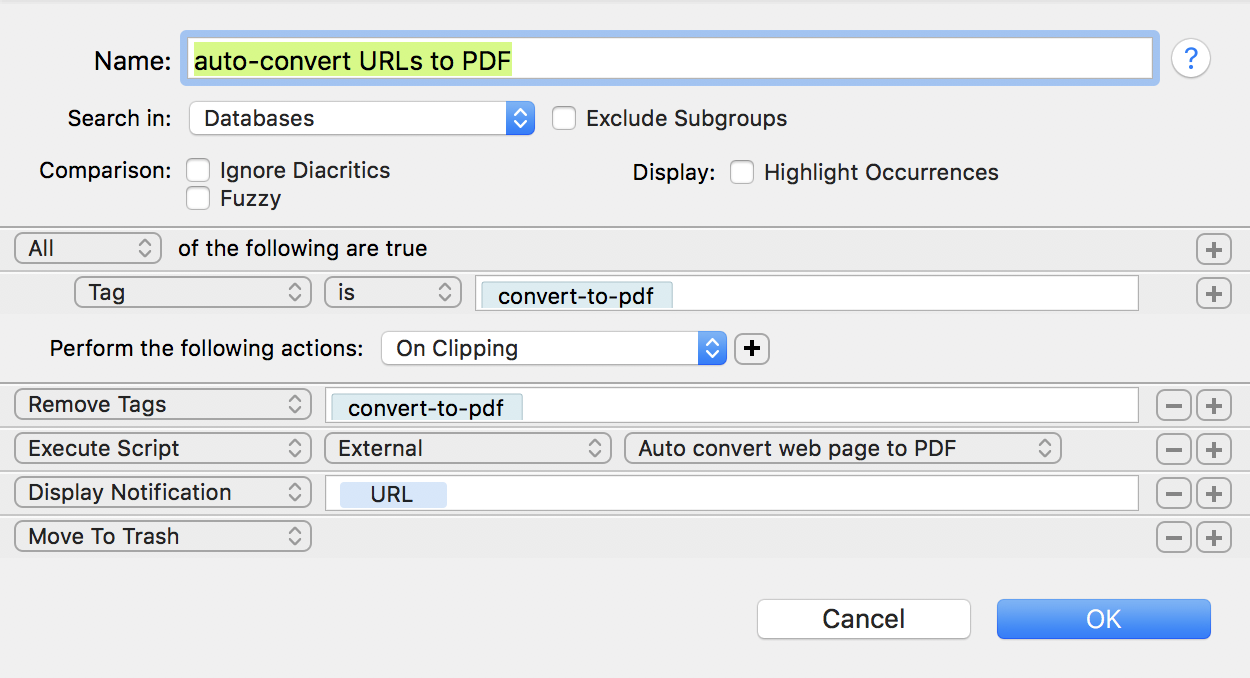 Name: auto-convert URLs to PDF ?
Search in: Databases Exclude Subgroups
Comparison: Ignore Diacritics Display: Highlight Occurrences
Fuzzy
All of the following are true
Tag is convert-to-pdf
Perform the following actions: On Clipping
Remove Tags convert-to-pdf
Execute Script External Auto convert web page to PDF
Display Notification URL
Move To Trash
Cancel OK